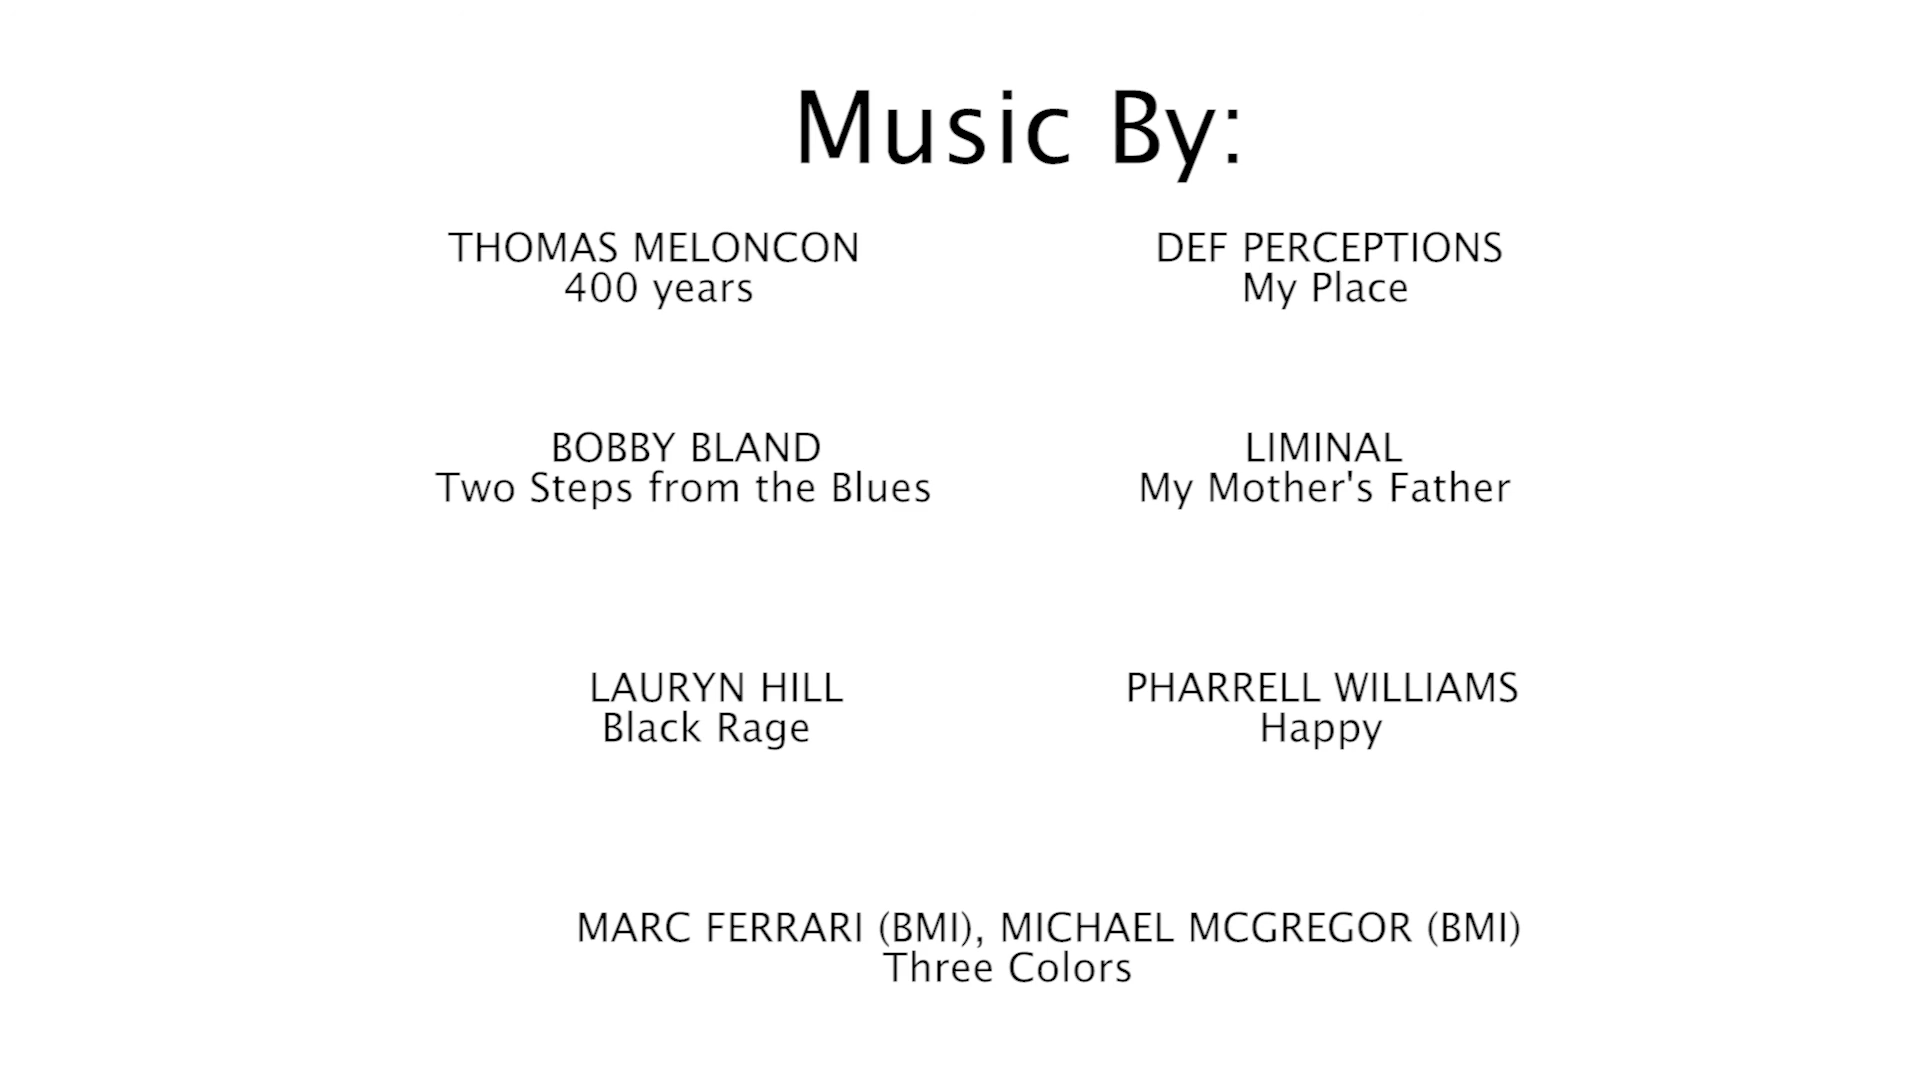 Music By:
THOMAS MELONCON
400 years
DEF PERCEPTIONS
My Place
BOBBY BLAND
Two Steps from the Blues
LIMINAL
My Mother's Father
LAURYN HILL
Black Rage
PHARRELL WILLIAMS
Happy
MARC FERRARI (BMI), MICHAEL MCGREGOR (BMI)
Three Colors